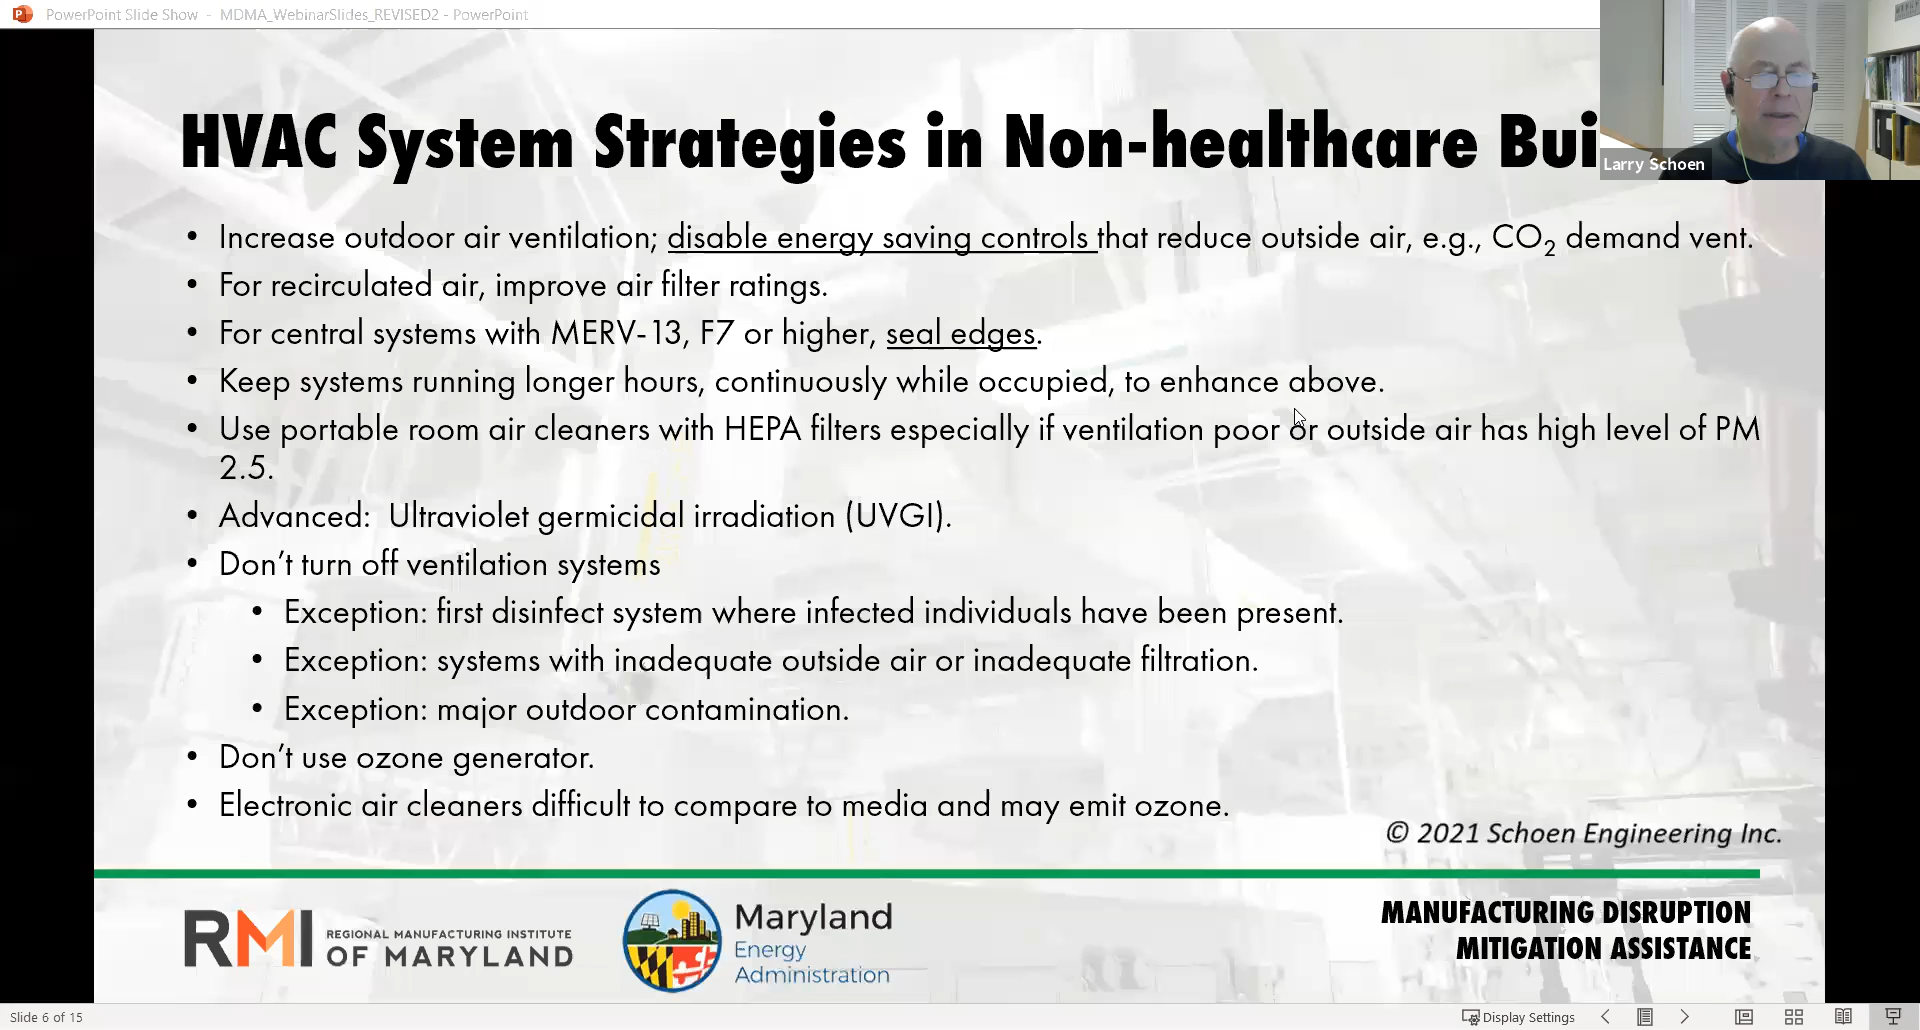 PowerPoint Slide Show - MDMA_WebinarSlides_REVISED2 - PowerPoint
HVAC System Strategies in Non-healthcare Bui
Larry Schoen
• Increase outdoor air ventilation; disable energy saving controls that reduce outside air, e.g., CO₂ demand vent.
• For recirculated air, improve air filter ratings.
• For central systems with MERV-13, F7 or higher, seal edges.
• Keep systems running longer hours, continuously while occupied, to enhance above.
• Use portable room air cleaners with HEPA filters especially if ventilation poor or outside air has high level of PM
2.5.
• Advanced:  Ultraviolet germicidal irradiation (UVGI).
• Don’t turn off ventilation systems
• Exception: first disinfect system where infected individuals have been present.
• Exception: systems with inadequate outside air or inadequate filtration.
• Exception: major outdoor contamination.
• Don’t use ozone generator.
• Electronic air cleaners difficult to compare to media and may emit ozone.
© 2021 Schoen Engineering Inc.
RMI REGIONAL MANUFACTURING INSTITUTE
OF MARYLAND
Maryland
Energy
Administration
MANUFACTURING DISRUPTION
MITIGATION ASSISTANCE
Slide 6 of 15
Display Settings